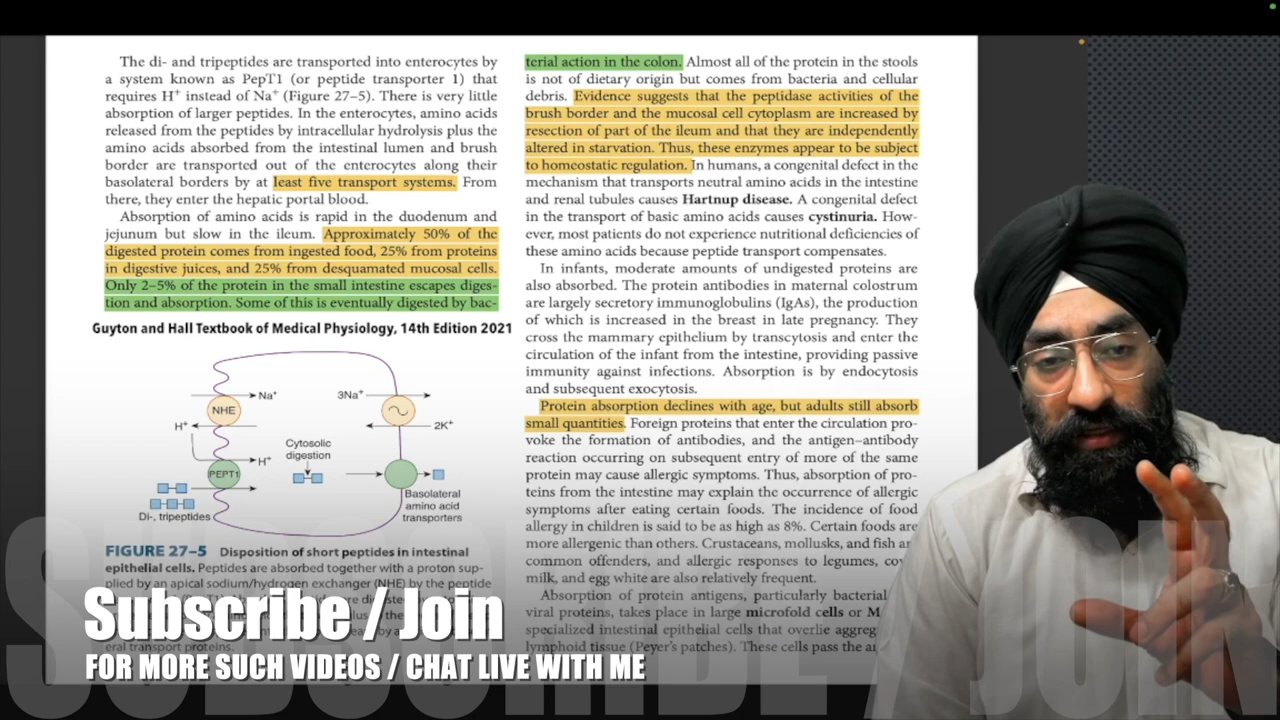 The di- and tripeptides are transported into enterocytes by
a system known as PepT1 (or peptide transporter 1) that
requires H⁺ instead of Na⁺ (Figure 27–5). There is very little
absorption of larger peptides. In the enterocytes, amino acids
released from the peptides by intracellular hydrolysis plus the
amino acids absorbed from the intestinal lumen and brush
border are transported out of the enterocytes along their
basolateral borders by at least five transport systems. From
there, they enter the hepatic portal blood.
Absorption of amino acids is rapid in the duodenum and
jejunum but slow in the ileum. Approximately 50% of the
digested protein comes from ingested food, 25% from proteins
in digestive juices, and 25% from desquamated mucosal cells.
Only 2–5% of the protein in the small intestine escapes diges-
tion and absorption. Some of this is eventually digested by bac-
Guyton and Hall Textbook of Medical Physiology, 14th Edition 2021
Na⁺
3Na⁺
NHE
H⁺
2K⁺
Cytosolic
digestion
H⁺
PEPT1
Di-, tripeptides
Basolateral
amino acid
transporters
FIGURE 27–5 Disposition of short peptides in intestinal
epithelial cells. Peptides are absorbed together with a proton sup-
plied by an apical sodium/hydrogen exchanger (NHE) by the peptide
eral transport proteins.
terial action in the colon. Almost all of the protein in the stools
is not of dietary origin but comes from bacteria and cellular
debris. Evidence suggests that the peptidase activities of the
brush border and the mucosal cell cytoplasm are increased by
resection of part of the ileum and that they are independently
altered in starvation. Thus, these enzymes appear to be subject
to homeostatic regulation. In humans, a congenital defect in the
mechanism that transports neutral amino acids in the intestine
and renal tubules causes Hartnup disease. A congenital defect
in the transport of basic amino acids causes cystinuria. How-
ever, most patients do not experience nutritional deficiencies of
these amino acids because peptide transport compensates.
In infants, moderate amounts of undigested proteins are
also absorbed. The protein antibodies in maternal colostrum
are largely secretory immunoglobulins (IgAs), the production
of which is increased in the breast in late pregnancy. They
cross the mammary epithelium by transcytosis and enter the
circulation of the infant from the intestine, providing passive
immunity against infections. Absorption is by endocytosis
and subsequent exocytosis.
Protein absorption declines with age, but adults still absorb
small quantities. Foreign proteins that enter the circulation pro-
voke the formation of antibodies, and the antigen–antibody
reaction occurring on subsequent entry of more of the same
protein may cause allergic symptoms. Thus, absorption of pro-
teins from the intestine may explain the occurrence of allergic
symptoms after eating certain foods. The incidence of food
allergy in children is said to be as high as 8%. Certain foods are
more allergenic than others. Crustaceans, mollusks, and fish
common offenders, and allergic responses to legumes,
milk, and egg white are also relatively frequent.
Absorption of protein antigens, particularly bacterial
viral proteins, takes place in large microfold cells or M
specialized intestinal epithelial cells that overlie
lymphoid tissue (Peyer's patches). These cells pass the
Subscribe / Join
FOR MORE SUCH VIDEOS / CHAT LIVE WITH ME
SUBSCRIBE / JOIN